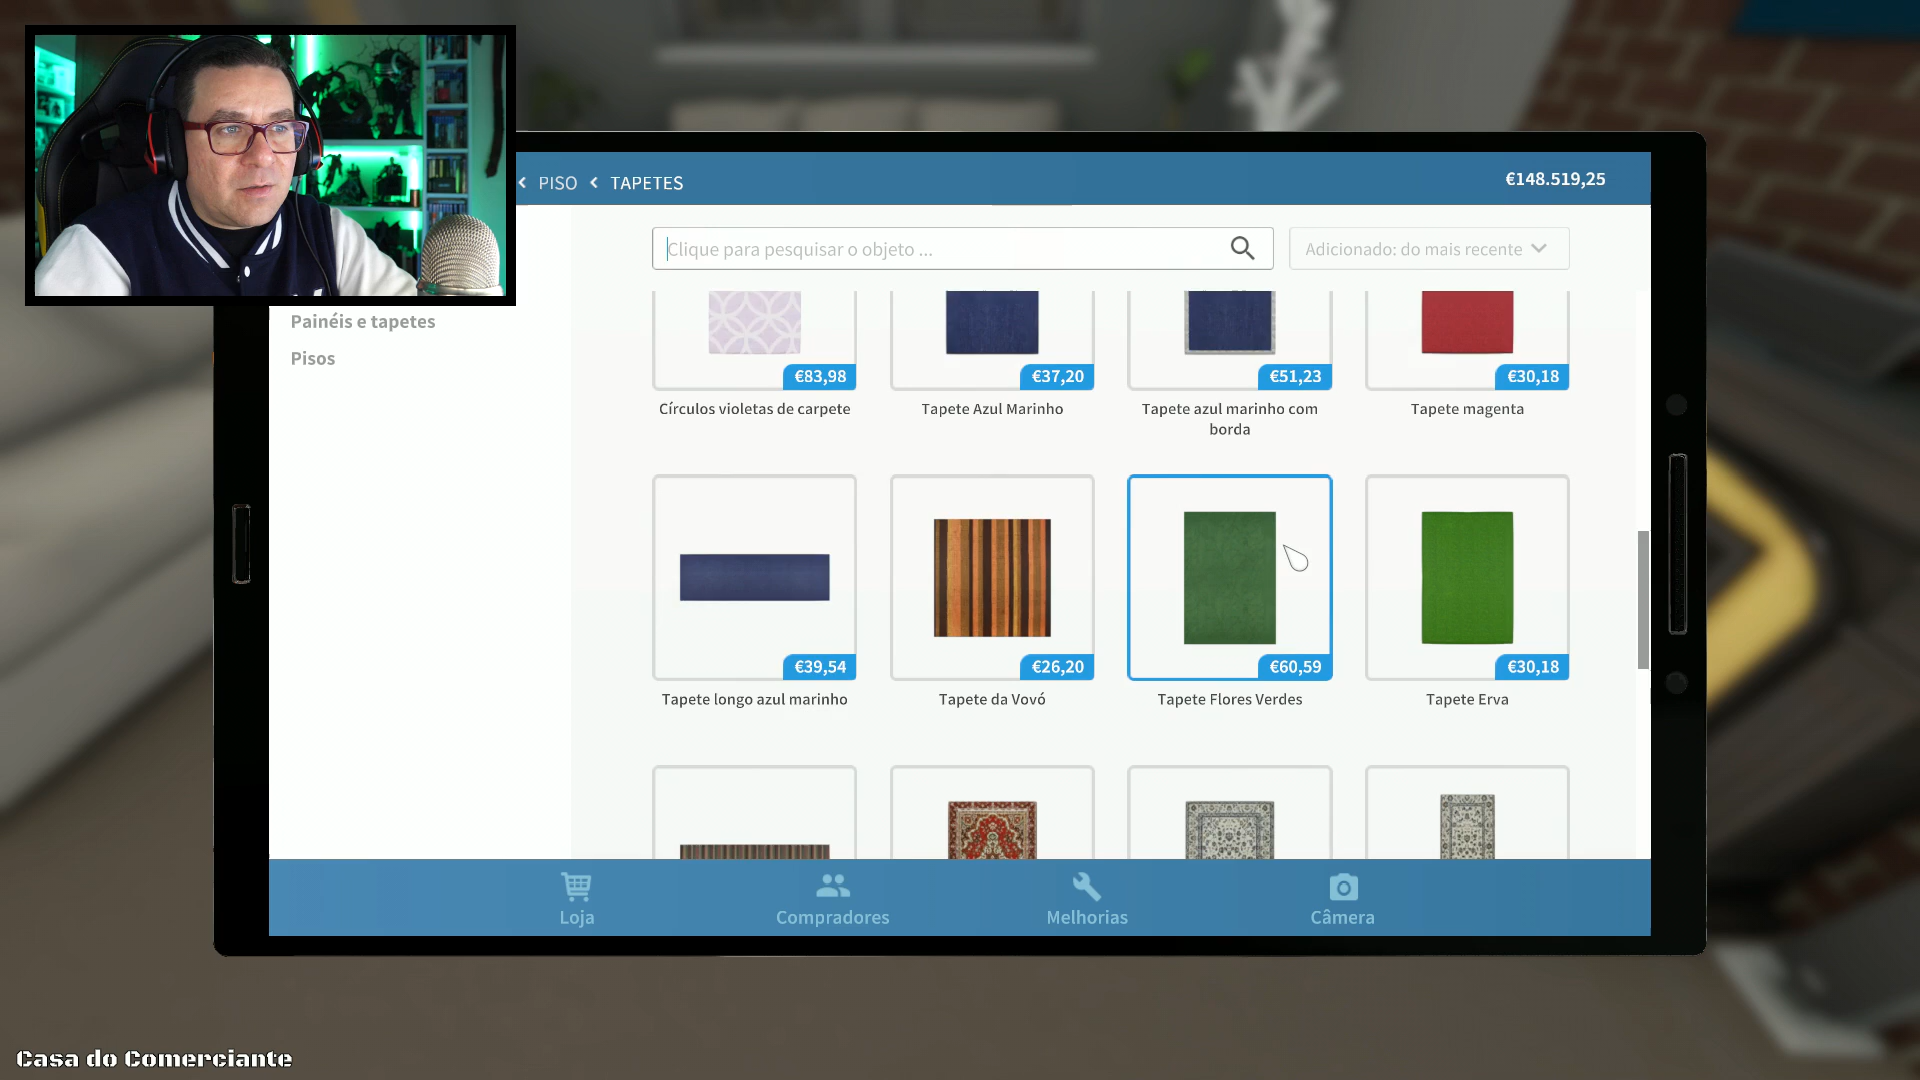 PISO
TAPETES
€148.519,25
Clique para pesquisar o objeto ...
Adicionado: do mais recente
Painéis e tapetes
Pisos
€83,98
€37,20
€51,23
€30,18
Círculos violetas de carpete
Tapete Azul Marinho
Tapete azul marinho com
borda
Tapete magenta
€39,54
€26,20
€60,59
€30,18
Tapete longo azul marinho
Tapete da Vovó
Tapete Flores Verdes
Tapete Erva
Loja
Compradores
Melhorias
Câmera
Casa do Comerciante